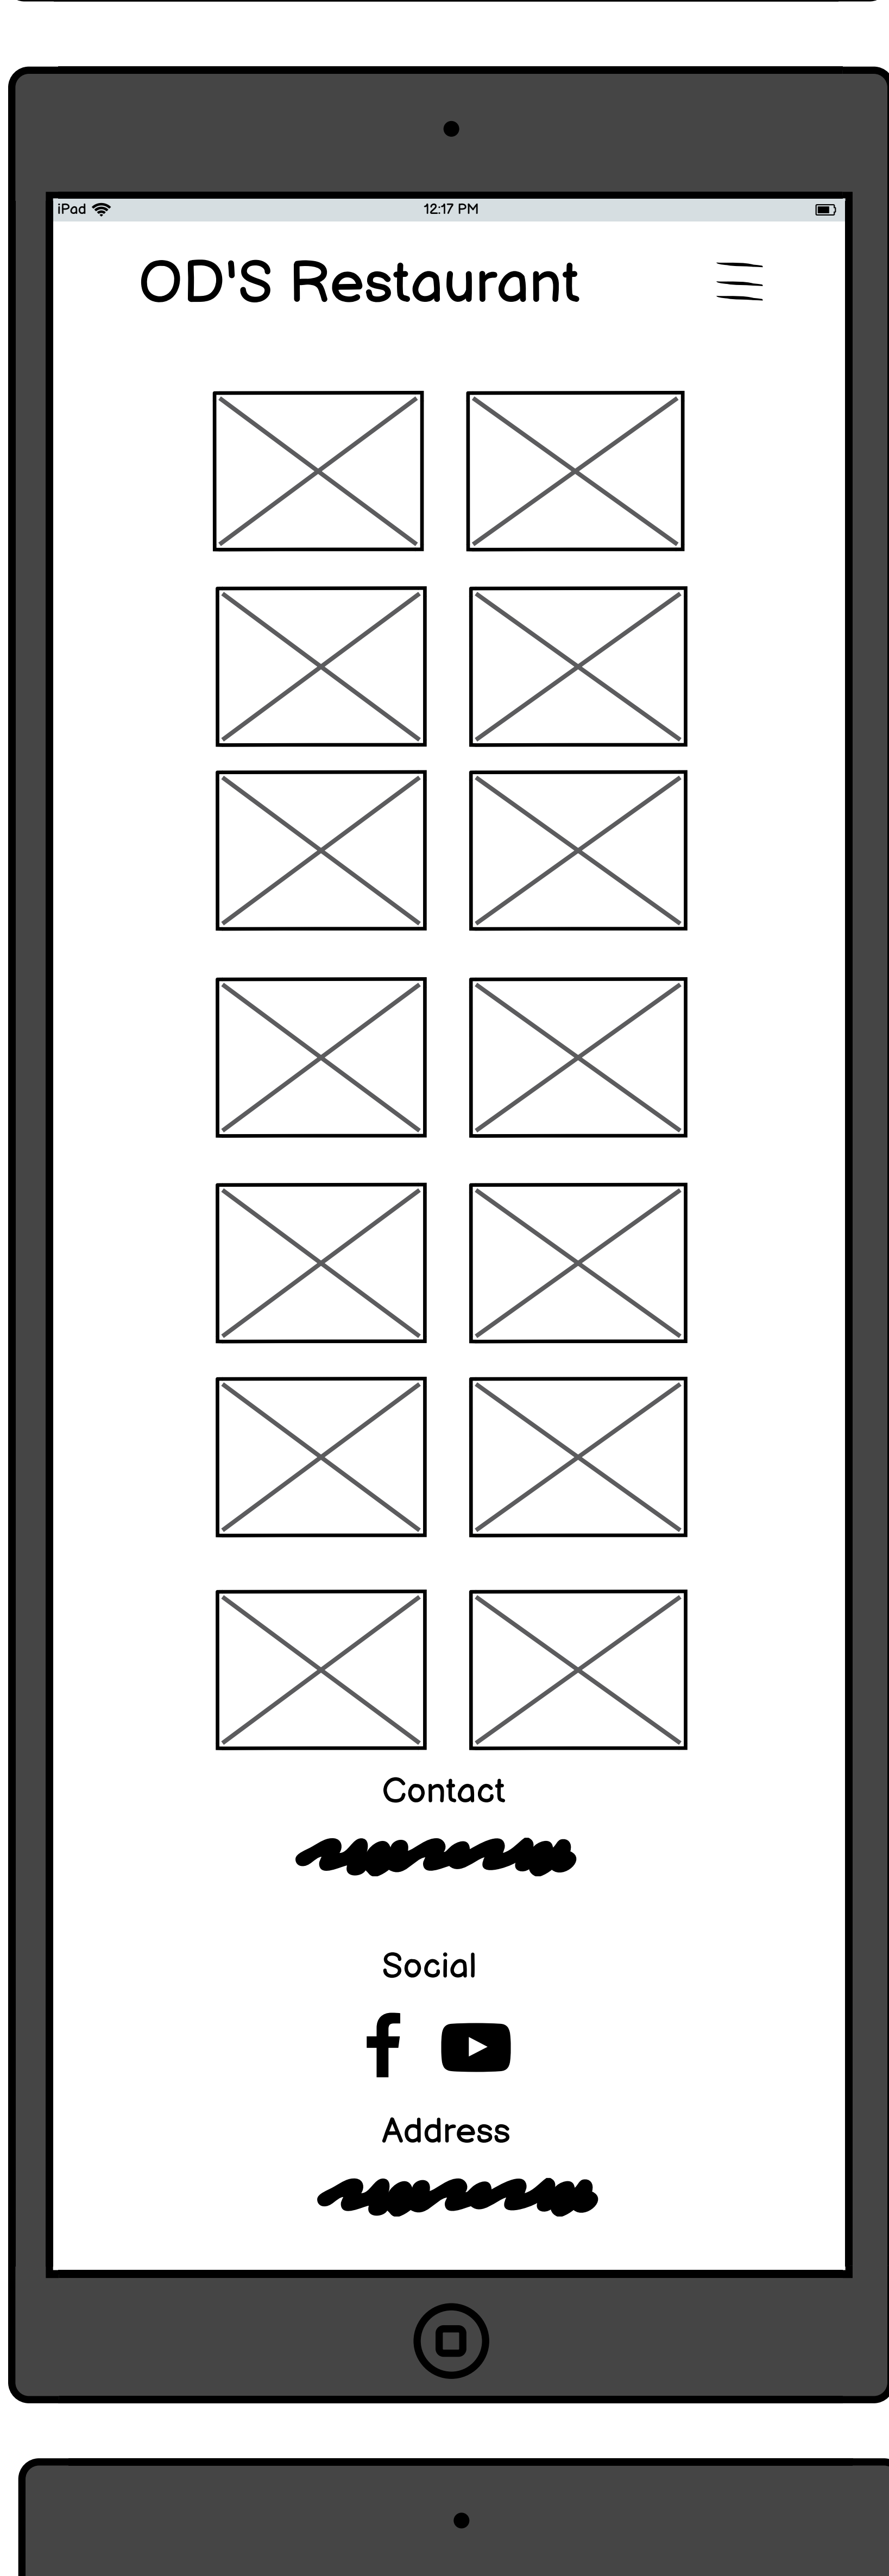 iPad 12:17 PM
OD'S Restaurant
Contact
Social
Address